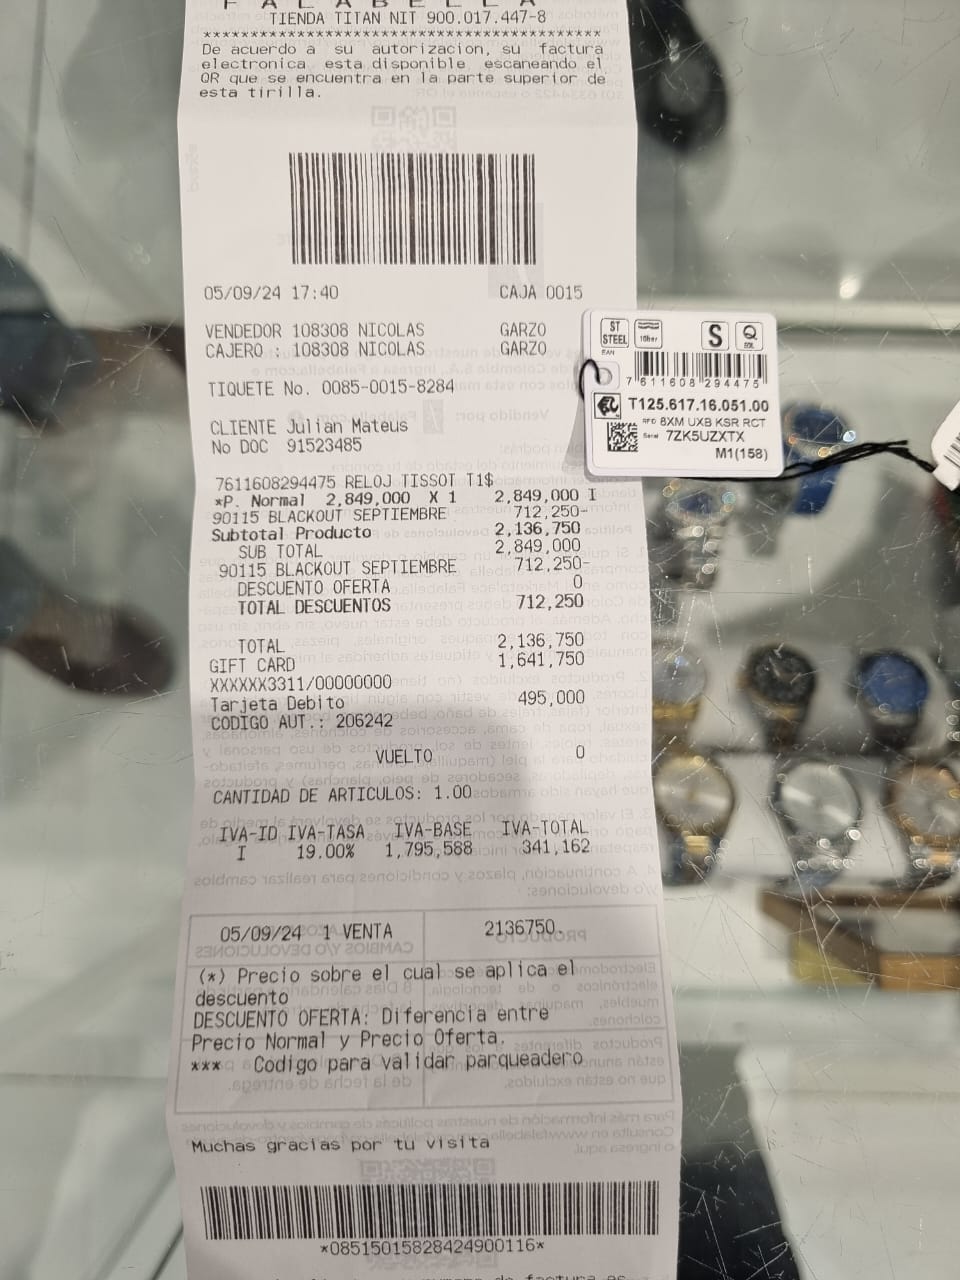 FALABELLA
TIENDA TITAN NIT 900.017.447-8
******************************************
De acuerdo a su autorizacion, su factura
electronica esta disponible escaneando el
QR que se encuentra en la parte superior de
esta tirilla.
05/09/24 17:40 CAJA 0015
VENDEDOR 108308 NICOLAS GARZO
CAJERO : 108308 NICOLAS GARZO
TIQUETE No. 0085-0015-8284
CLIENTE Julian Mateus
No DOC 91523485
7611608294475 RELOJ TISSOT T1$
*P. Normal 2,849,000 X 1 2,849,000 I
90115 BLACKOUT SEPTIEMBRE 712,250-
Subtotal Producto 2,136,750
SUB TOTAL 2,849,000
90115 BLACKOUT SEPTIEMBRE 712,250-
DESCUENTO OFERTA 0
TOTAL DESCUENTOS 712,250
TOTAL 2,136,750
GIFT CARD 1,641,750
XXXXXX3311/00000000
Tarjeta Debito 495,000
CODIGO AUT.: 206242
VUELTO 0
CANTIDAD DE ARTICULOS: 1.00
IVA-ID IVA-TASA IVA-BASE IVA-TOTAL
I 19.00% 1,795,588 341,162
05/09/24 1 VENTA 2136750.
(*) Precio sobre el cual se aplica el
descuento
DESCUENTO OFERTA: Diferencia entre
Precio Normal y Precio Oferta.
*** Codigo para validar parqueadero
Muchas gracias por tu visita
*08515015828424900116*
ST
STEEL
10bar
S
Q
EOL
EAN
7 611608 294475
T125.617.16.051.00
RFD 8XM UXB KSR RCT
Serial 7ZK5UZXTX
M1(158)